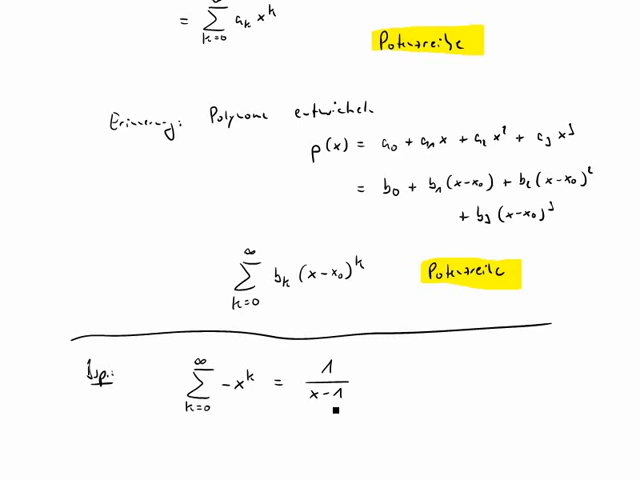 = ∑_{k=0} a_k x^k
Potenzreihe
Erinnerung: Polynome entwickeln
p(x) = a_0 + a_1 x + a_2 x^2 + a_3 x^3
= b_0 + b_1 (x-x_0) + b_2 (x-x_0)^2
+ b_3 (x-x_0)^3
∑_{k=0}^{∞} b_k (x-x_0)^k
Potenzreihe
Bsp.: ∑_{k=0}^{∞} -x^k = 1/(x-1)